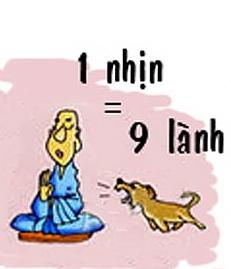 1 nhịn
=
9 lành